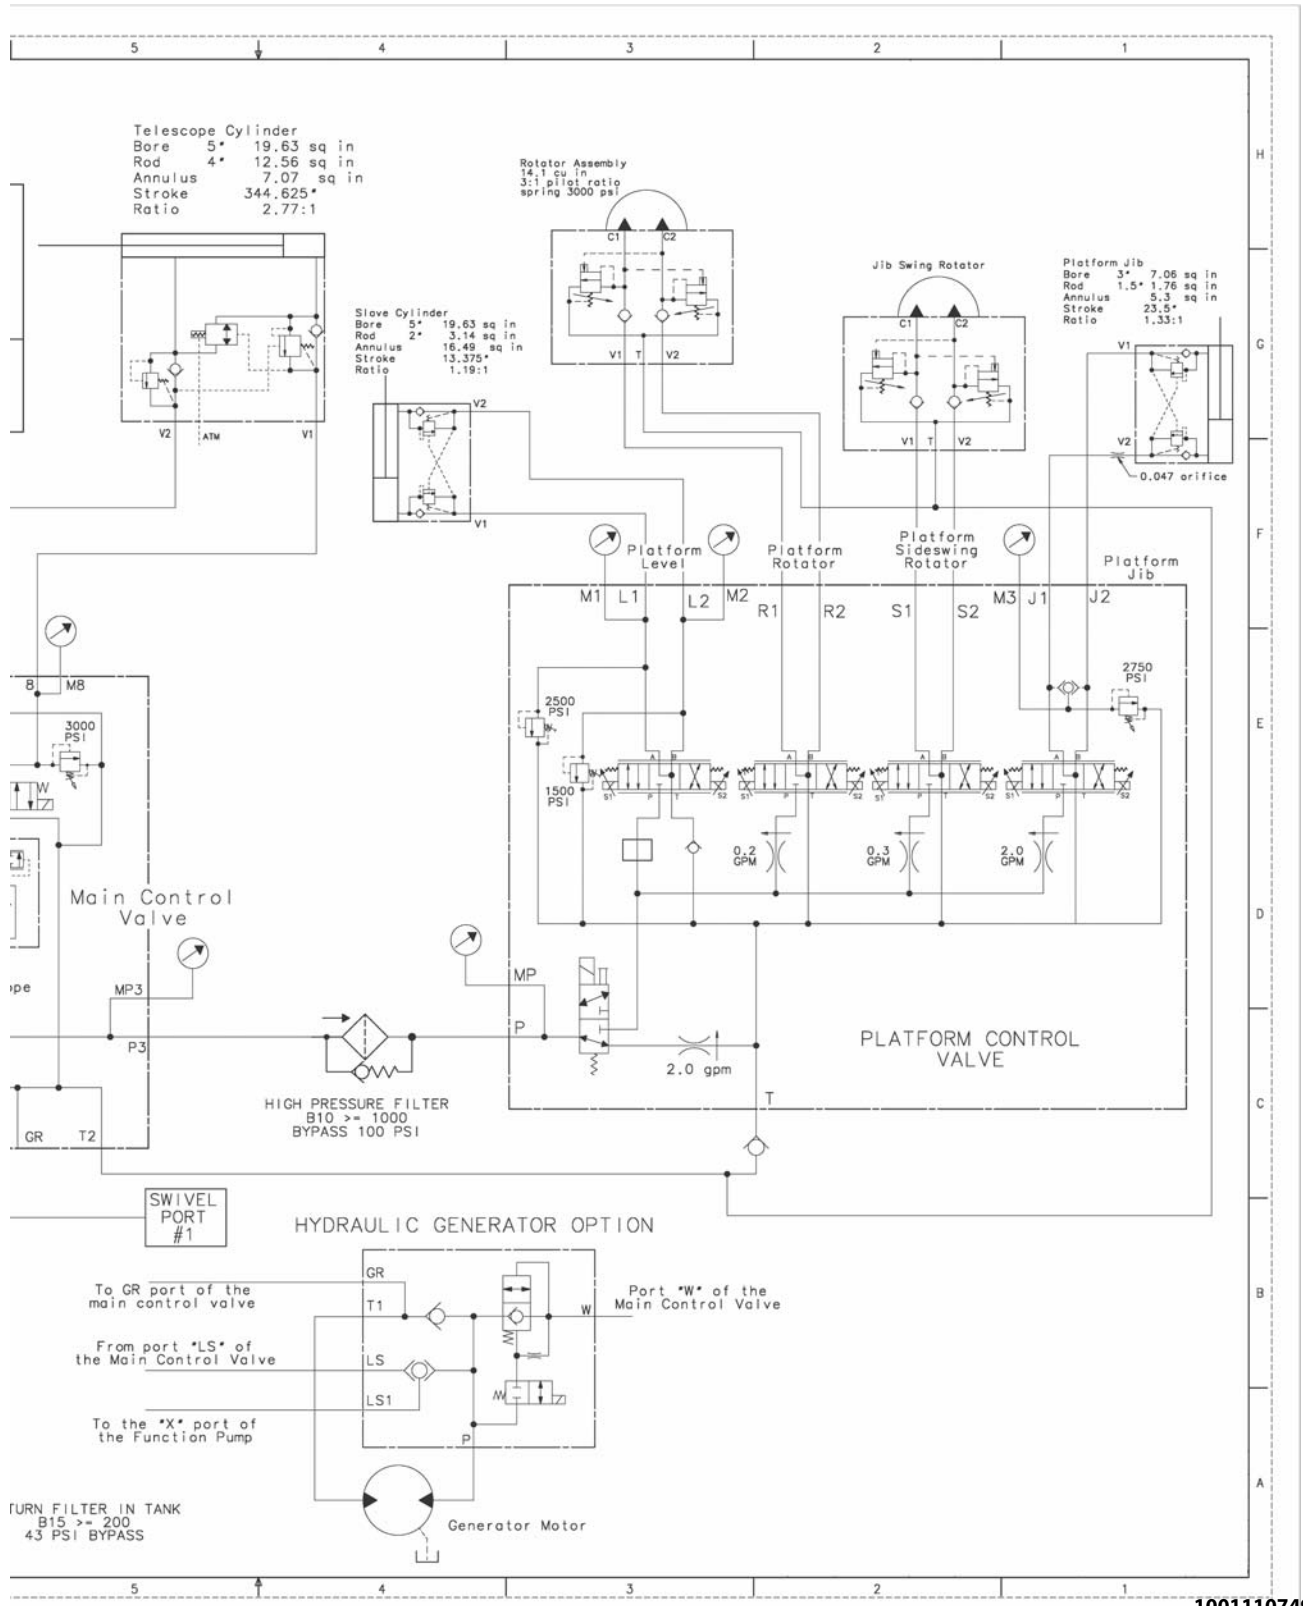 5 4 3 2 1
Telescope Cylinder
Bore 5" 19.63 sq in
Rod 4" 12.56 sq in
Annulus 7.07 sq in
Stroke 344.625"
Ratio 2.77:1
V2 ATM V1
Rotator Assembly
14.1 cu in
3:1 pilot ratio
spring 3000 psi
C1 C2
V1 T V2
Jib Swing Rotator
C1 C2
V1 T V2
Platform Jib
Bore 3" 7.06 sq in
Rod 1.5" 1.76 sq in
Annulus 5.3 sq in
Stroke 23.5"
Ratio 1.33:1
V1
V2
0.047 orifice
Slave Cylinder
Bore 5" 19.63 sq in
Rod 2" 3.14 sq in
Annulus 16.49 sq in
Stroke 13.375"
Ratio 1.19:1
V2
V1
H
G
F
E
D
C
B
A
Platform
Level
Platform
Rotator
Platform
Sideswing
Rotator
Platform
Jib
M1 L1 L2 M2 R1 R2 S1 S2 M3 J1 J2
2500
PSI
1500
PSI
2750
PSI
A B A B A B A B
S1 P T S2 S1 P T S2 S1 P T S2 S1 P T S2
0.2
GPM
0.3
GPM
2.0
GPM
MP
P
2.0 gpm
T
PLATFORM CONTROL
VALVE
8 M8
3000
PSI
W
Main Control
Valve
ope
MP3
P3
GR T2
HIGH PRESSURE FILTER
B10 >= 1000
BYPASS 100 PSI
SWIVEL
PORT
#1
HYDRAULIC GENERATOR OPTION
GR
T1
LS
LS1
P
W
To GR port of the
main control valve
From port "LS" of
the Main Control Valve
To the "X" port of
the Function Pump
Port "W" of the
Main Control Valve
Generator Motor
TURN FILTER IN TANK
B15 >= 200
43 PSI BYPASS
5 4 3 2 1